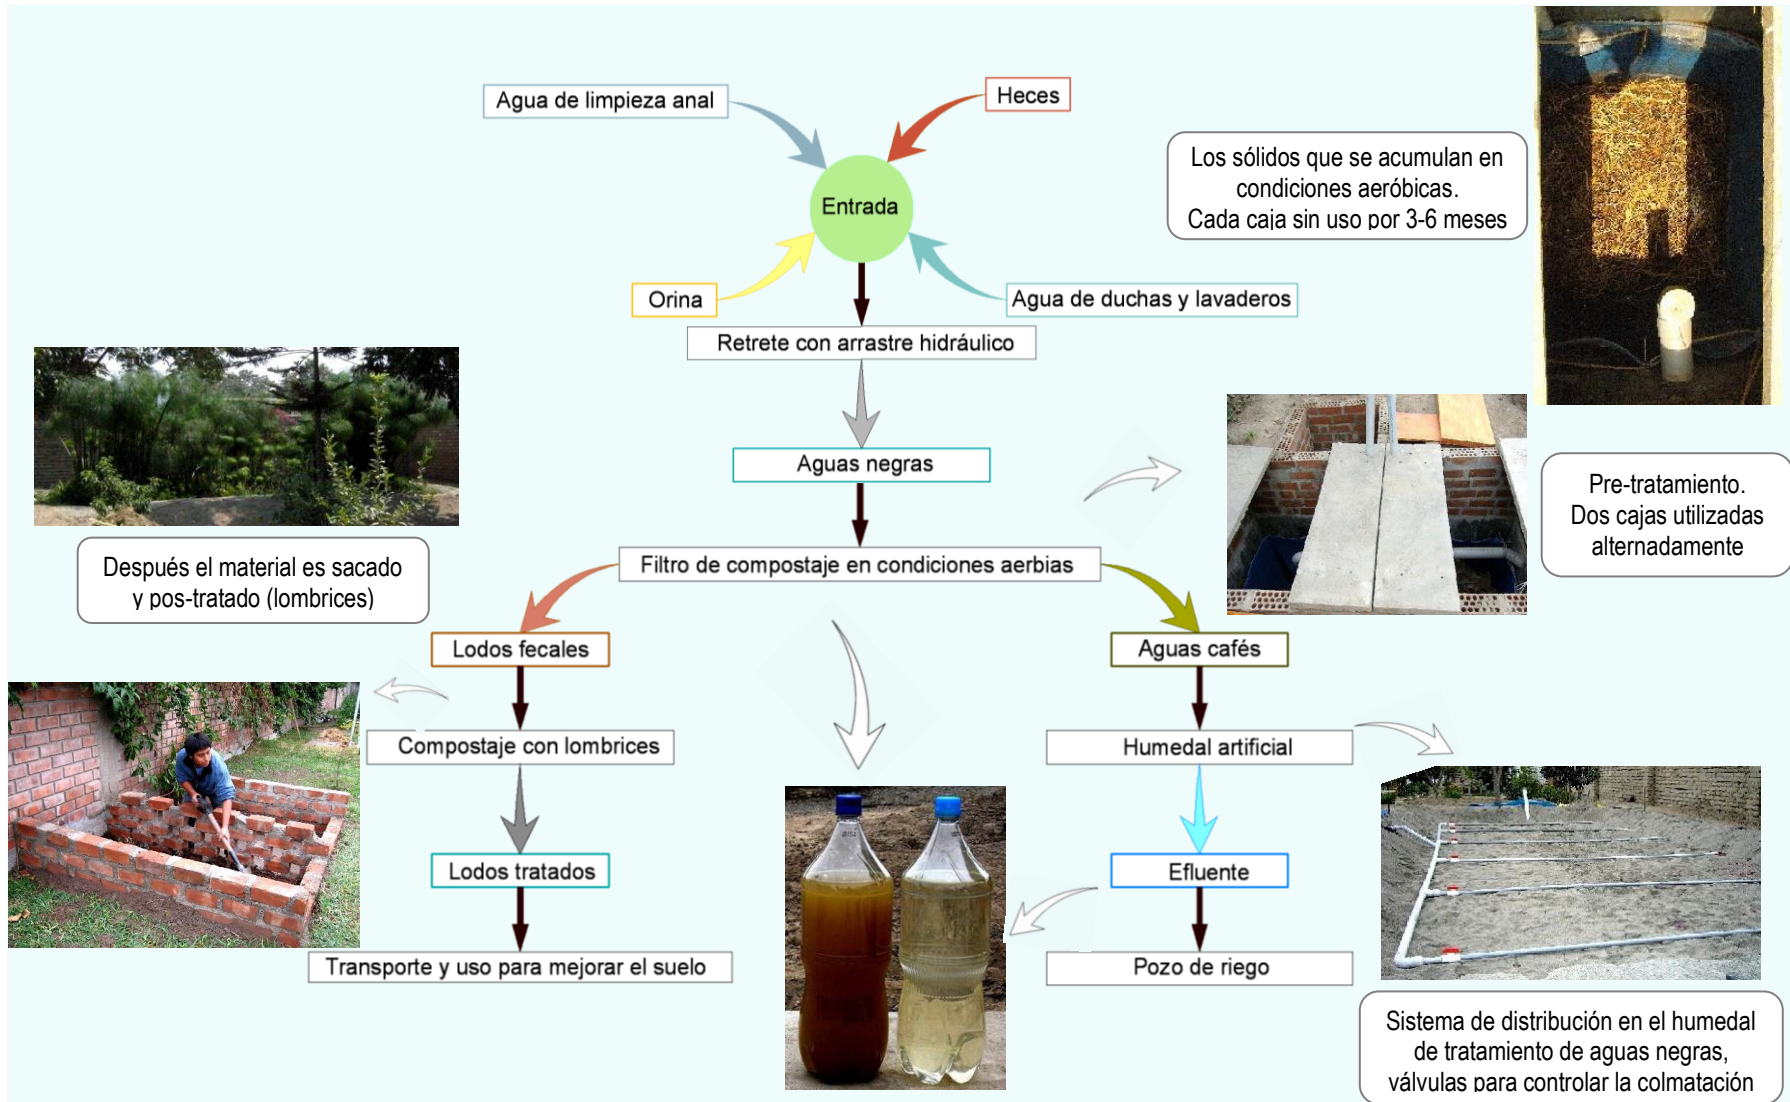 Agua de limpieza anal
Heces
Entrada
Orina
Agua de duchas y lavaderos
Los sólidos que se acumulan en
condiciones aeróbicas.
Cada caja sin uso por 3-6 meses
Retrete con arrastre hidráulico
Aguas negras
Pre-tratamiento.
Dos cajas utilizadas
alternadamente
Filtro de compostaje en condiciones aerbias
Después el material es sacado
y pos-tratado (lombrices)
Lodos fecales
Aguas cafés
Compostaje con lombrices
Humedal artificial
Lodos tratados
Efluente
Transporte y uso para mejorar el suelo
Pozo de riego
Sistema de distribución en el humedal
de tratamiento de aguas negras,
válvulas para controlar la colmatación